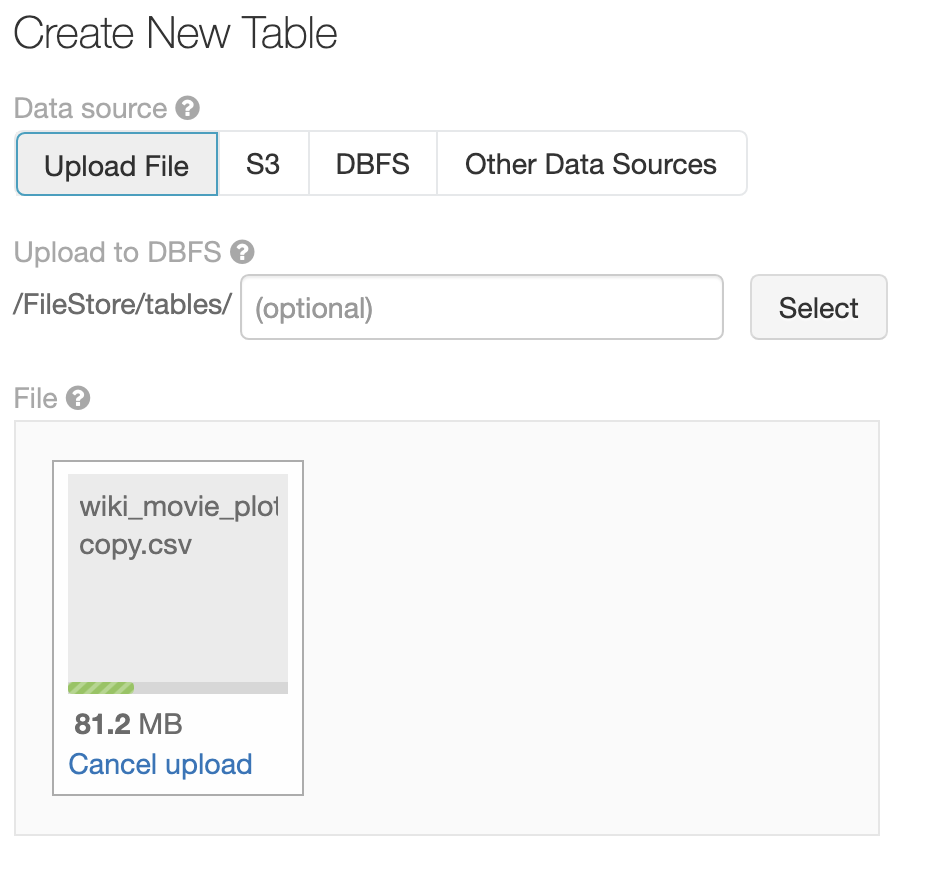 Create New Table
Data source ?
Upload File S3 DBFS Other Data Sources
Upload to DBFS ?
/FileStore/tables/ (optional) Select
File ?
wiki_movie_plot
copy.csv
81.2 MB
Cancel upload